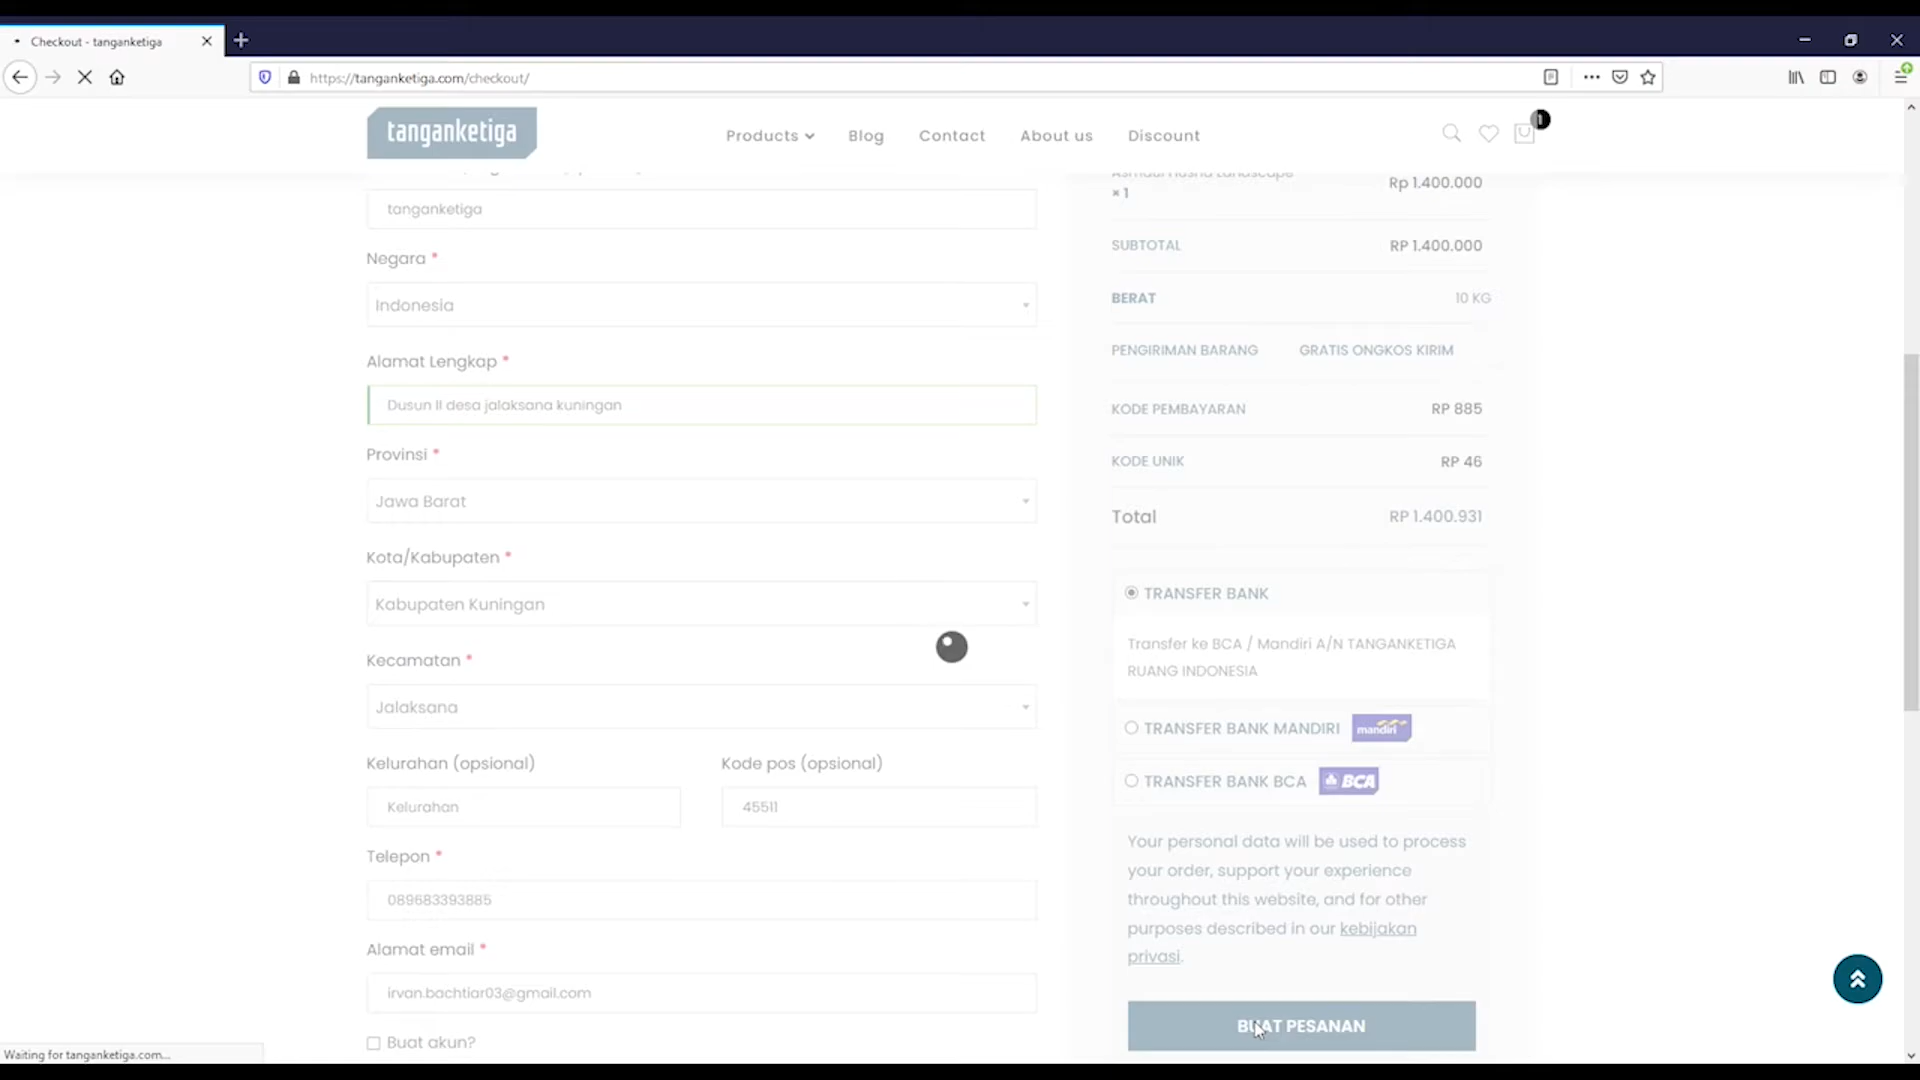 Checkout - tanganketiga
https://tanganketiga.com/checkout/
tanganketiga
Products
Blog
Contact
About us
Discount
1
tanganketiga
Negara *
Indonesia
Alamat Lengkap *
Dusun II desa jalaksana kuningan
Provinsi *
Jawa Barat
Kota/Kabupaten *
Kabupaten Kuningan
Kecamatan *
Jalaksana
Kelurahan (opsional)
Kode pos (opsional)
Kelurahan
45511
Telepon *
089683393885
Alamat email *
irvan.bachtiar03@gmail.com
Buat akun?
Asmaul Husna Landscape
× 1
Rp 1.400.000
SUBTOTAL
RP 1.400.000
BERAT
10 KG
PENGIRIMAN BARANG
GRATIS ONGKOS KIRIM
KODE PEMBAYARAN
RP 885
KODE UNIK
RP 46
Total
RP 1.400.931
TRANSFER BANK
Transfer ke BCA / Mandiri A/N TANGANKETIGA
RUANG INDONESIA
TRANSFER BANK MANDIRI
mandiri
TRANSFER BANK BCA
BCA
Your personal data will be used to process
your order, support your experience
throughout this website, and for other
purposes described in our kebijakan
privasi.
BUAT PESANAN
Waiting for tanganketiga.com...